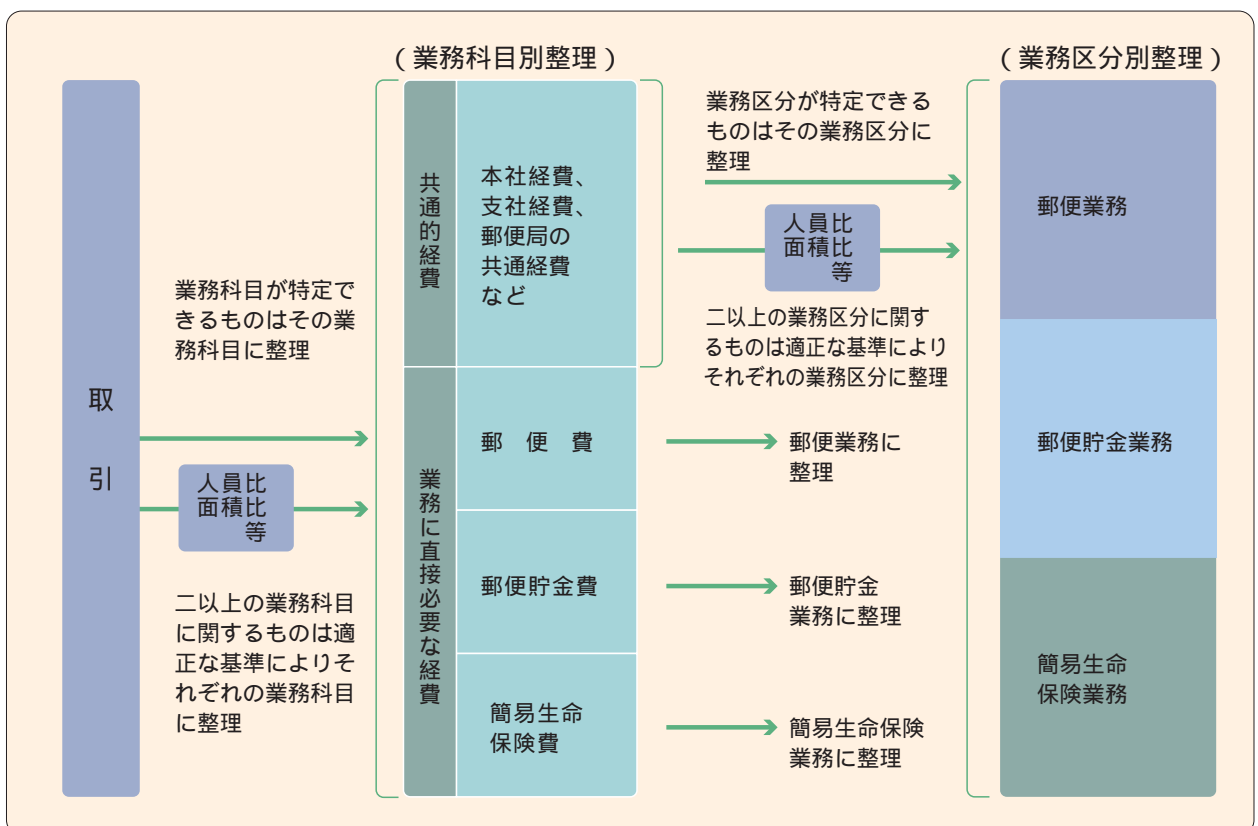 (業務科目別整理)
(業務区分別整理)
取引
業務科目が特定で
きるものはその業
務科目に整理
人員比
面積比
等
二以上の業務科目
に関するものは適
正な基準によりそ
れぞれの業務科目
に整理
共通的経費
本社経費、
支社経費、
郵便局の
共通経費
など
業務に直接必要な経費
郵便費
郵便貯金費
簡易生命
保険費
業務区分が特定できる
ものはその業務区分に
整理
人員比
面積比
等
二以上の業務区分に関す
るものは適正な基準により
それぞれの業務区分に整理
郵便業務に
整理
郵便貯金
業務に整理
簡易生命保険
業務に整理
郵便業務
郵便貯金業務
簡易生命
保険業務